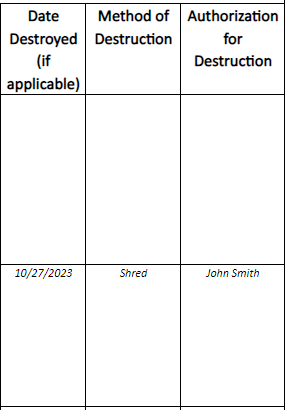 Date Destroyed (if applicable)
Method of Destruction
Authorization for Destruction
10/27/2023 Shred John Smith